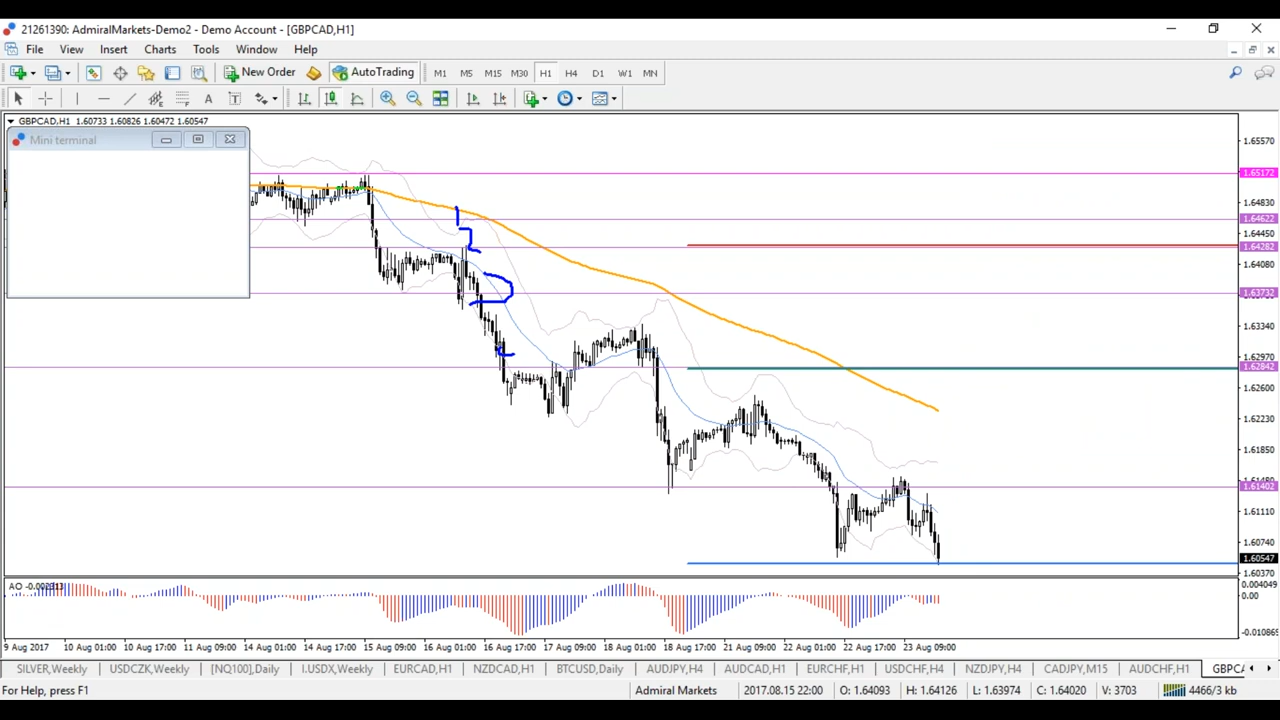 21261390: AdmiralMarkets-Demo2 - Demo Account - [GBPCAD,H1]
File View Insert Charts Tools Window Help
New Order AutoTrading M1 M5 M15 M30 H1 H4 D1 W1 MN
A T
GBPCAD,H1 1.60733 1.60826 1.60472 1.60547
Mini terminal
1.65570
1.65172
1.64830
1.64622
1.64450
1.64282
1.64080
1.63732
1.63340
1.62970
1.62842
1.62600
1.62230
1.61850
1.61402
1.61110
1.60740
1.60547
1.60370
AO -0.002313
0.004049
0.00
-0.010869
9 Aug 2017 10 Aug 01:00 10 Aug 17:00 11 Aug 09:00 14 Aug 01:00 14 Aug 17:00 15 Aug 09:00 16 Aug 01:00 16 Aug 17:00 17 Aug 09:00 18 Aug 01:00 18 Aug 17:00 21 Aug 09:00 22 Aug 01:00 22 Aug 17:00 23 Aug 09:00
SILVER,Weekly USDCZK,Weekly [NQ100],Daily I.USDX,Weekly EURCAD,H1 NZDCAD,H1 BTCUSD,Daily AUDJPY,H4 AUDCAD,H1 EURCHF,H1 USDCHF,H4 NZDJPY,H4 CADJPY,M15 AUDCHF,H1 GBPCA
For Help, press F1 Admiral Markets 2017.08.15 22:00 O: 1.64093 H: 1.64126 L: 1.63974 C: 1.64020 V: 3703 4466/3 kb